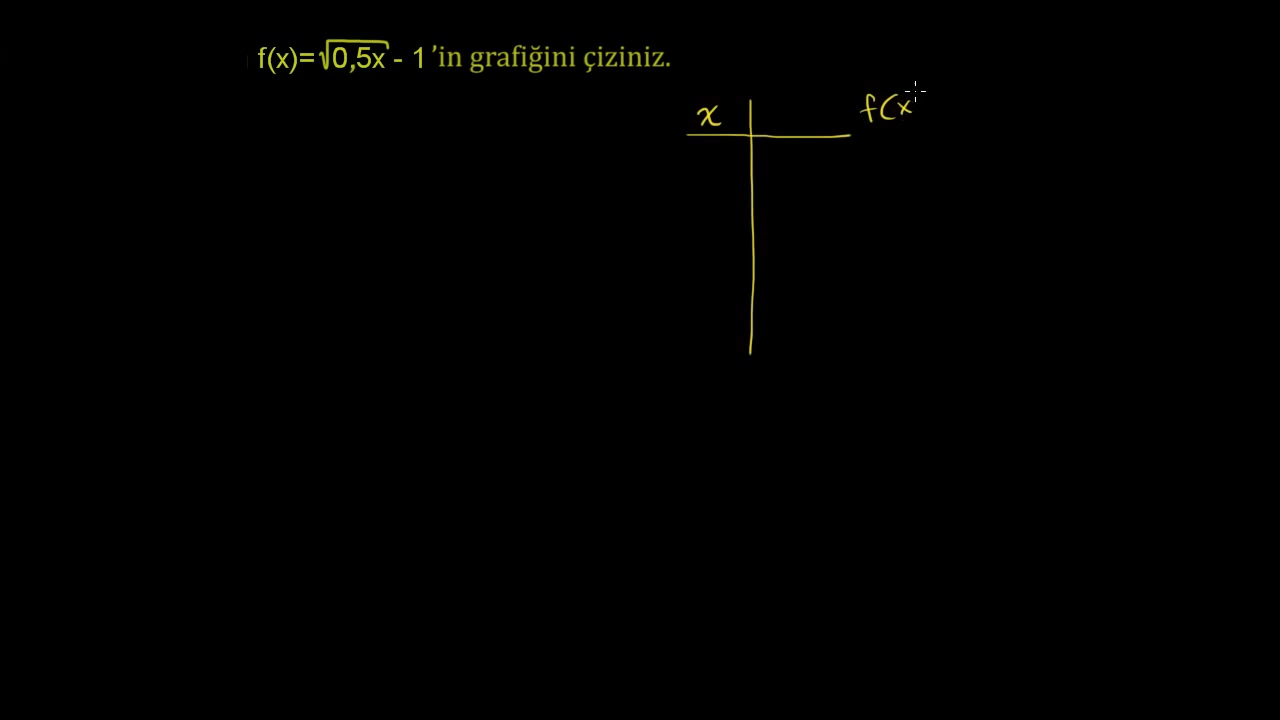 f(x)=√0,5x - 1 'in grafiğini çiziniz.
x f(x